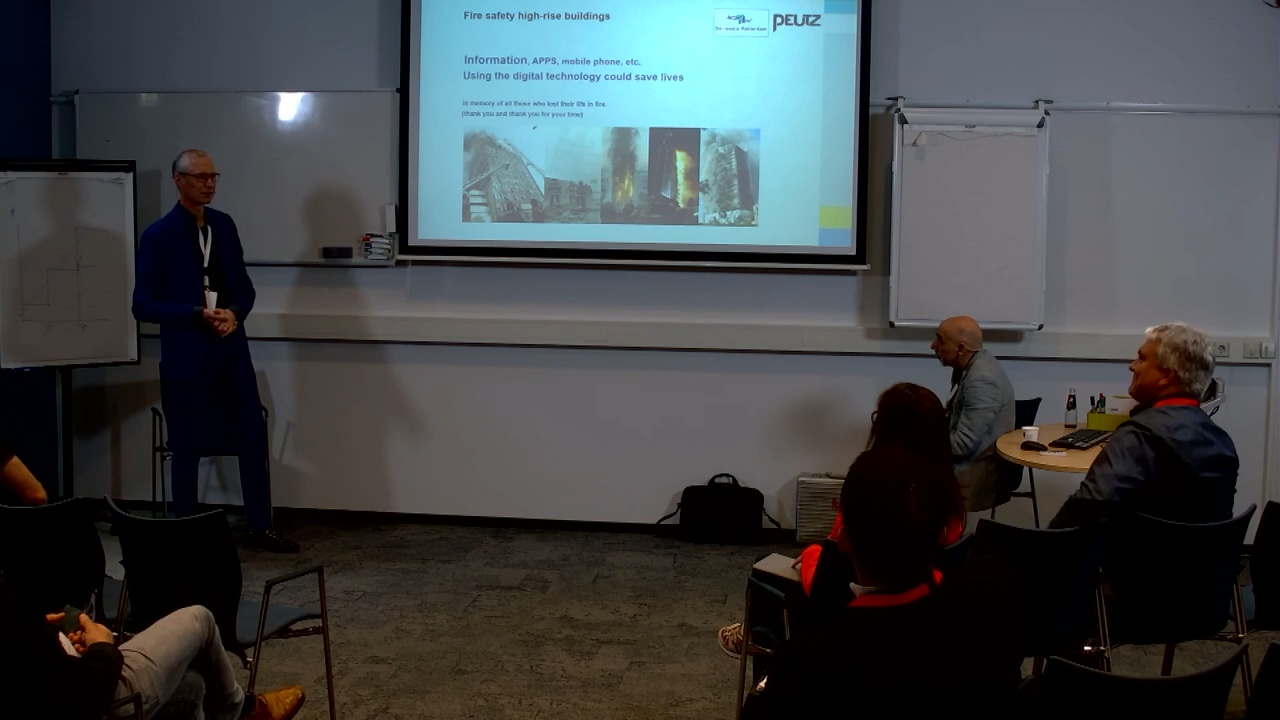 Fire safety high-rise buildings
PEUTZ
Information, APPS, mobile phone, etc.
Using the digital technology could save lives
in memory of all those who lost their life in fire.
(thank you and thank you for your time)